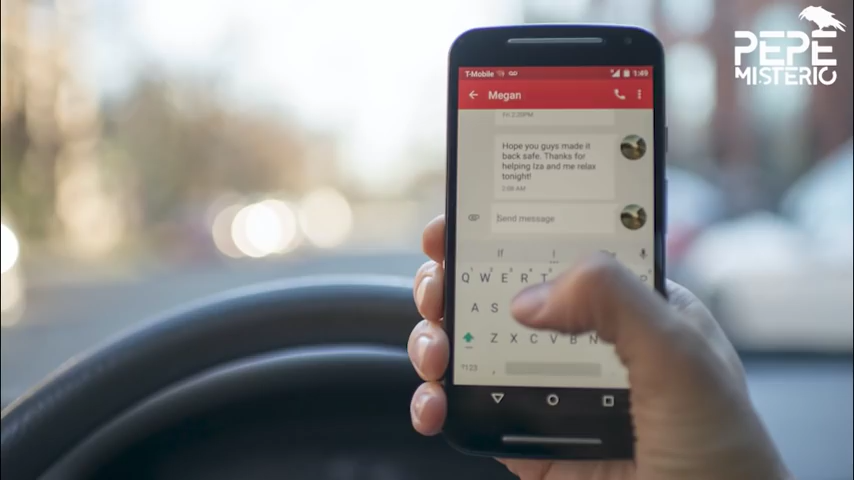 PEPE
MISTERIO
T-Mobile 1:49
Megan
Fri 2:20PM
Hope you guys made it
back safe. Thanks for
helping Iza and me relax
tonight!
2:08 AM
Send message
If !
Q W E R T
A S
Z X C V B N
?123 ,